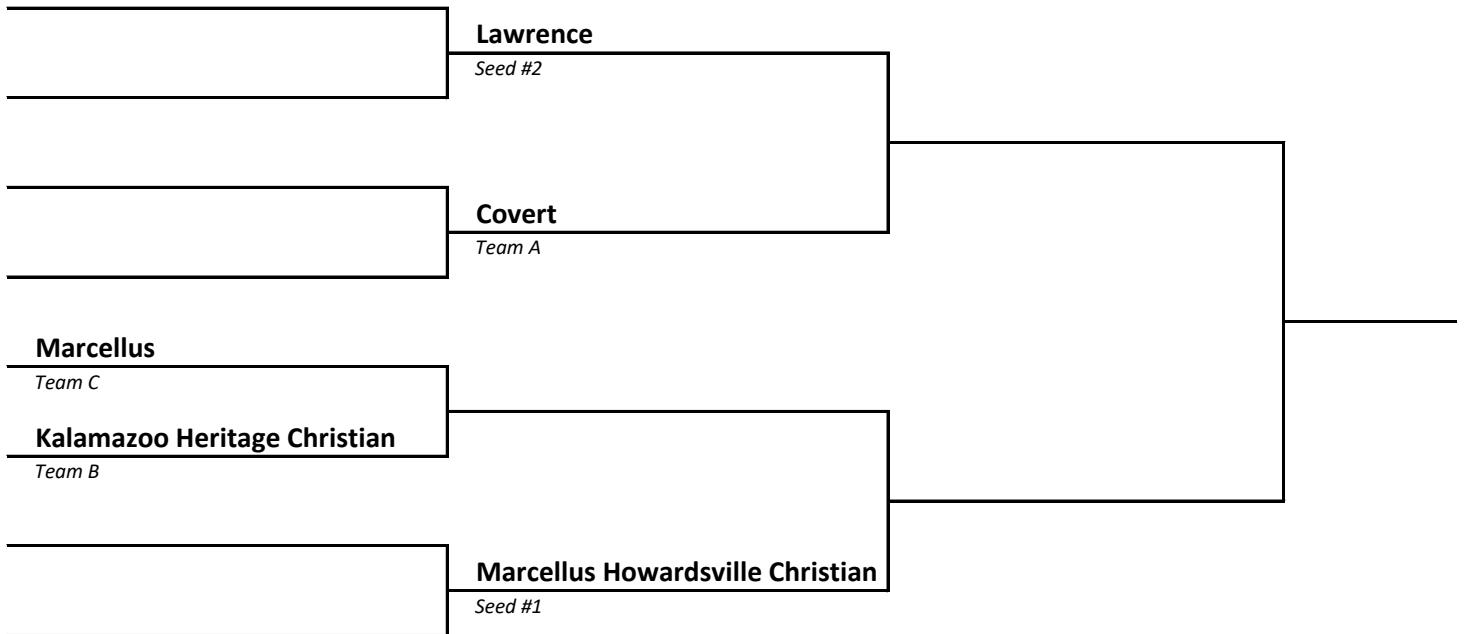 Lawrence
Seed #2
Covert
Team A
Marcellus
Team C
Kalamazoo Heritage Christian
Team B
Marcellus Howardsville Christian
Seed #1